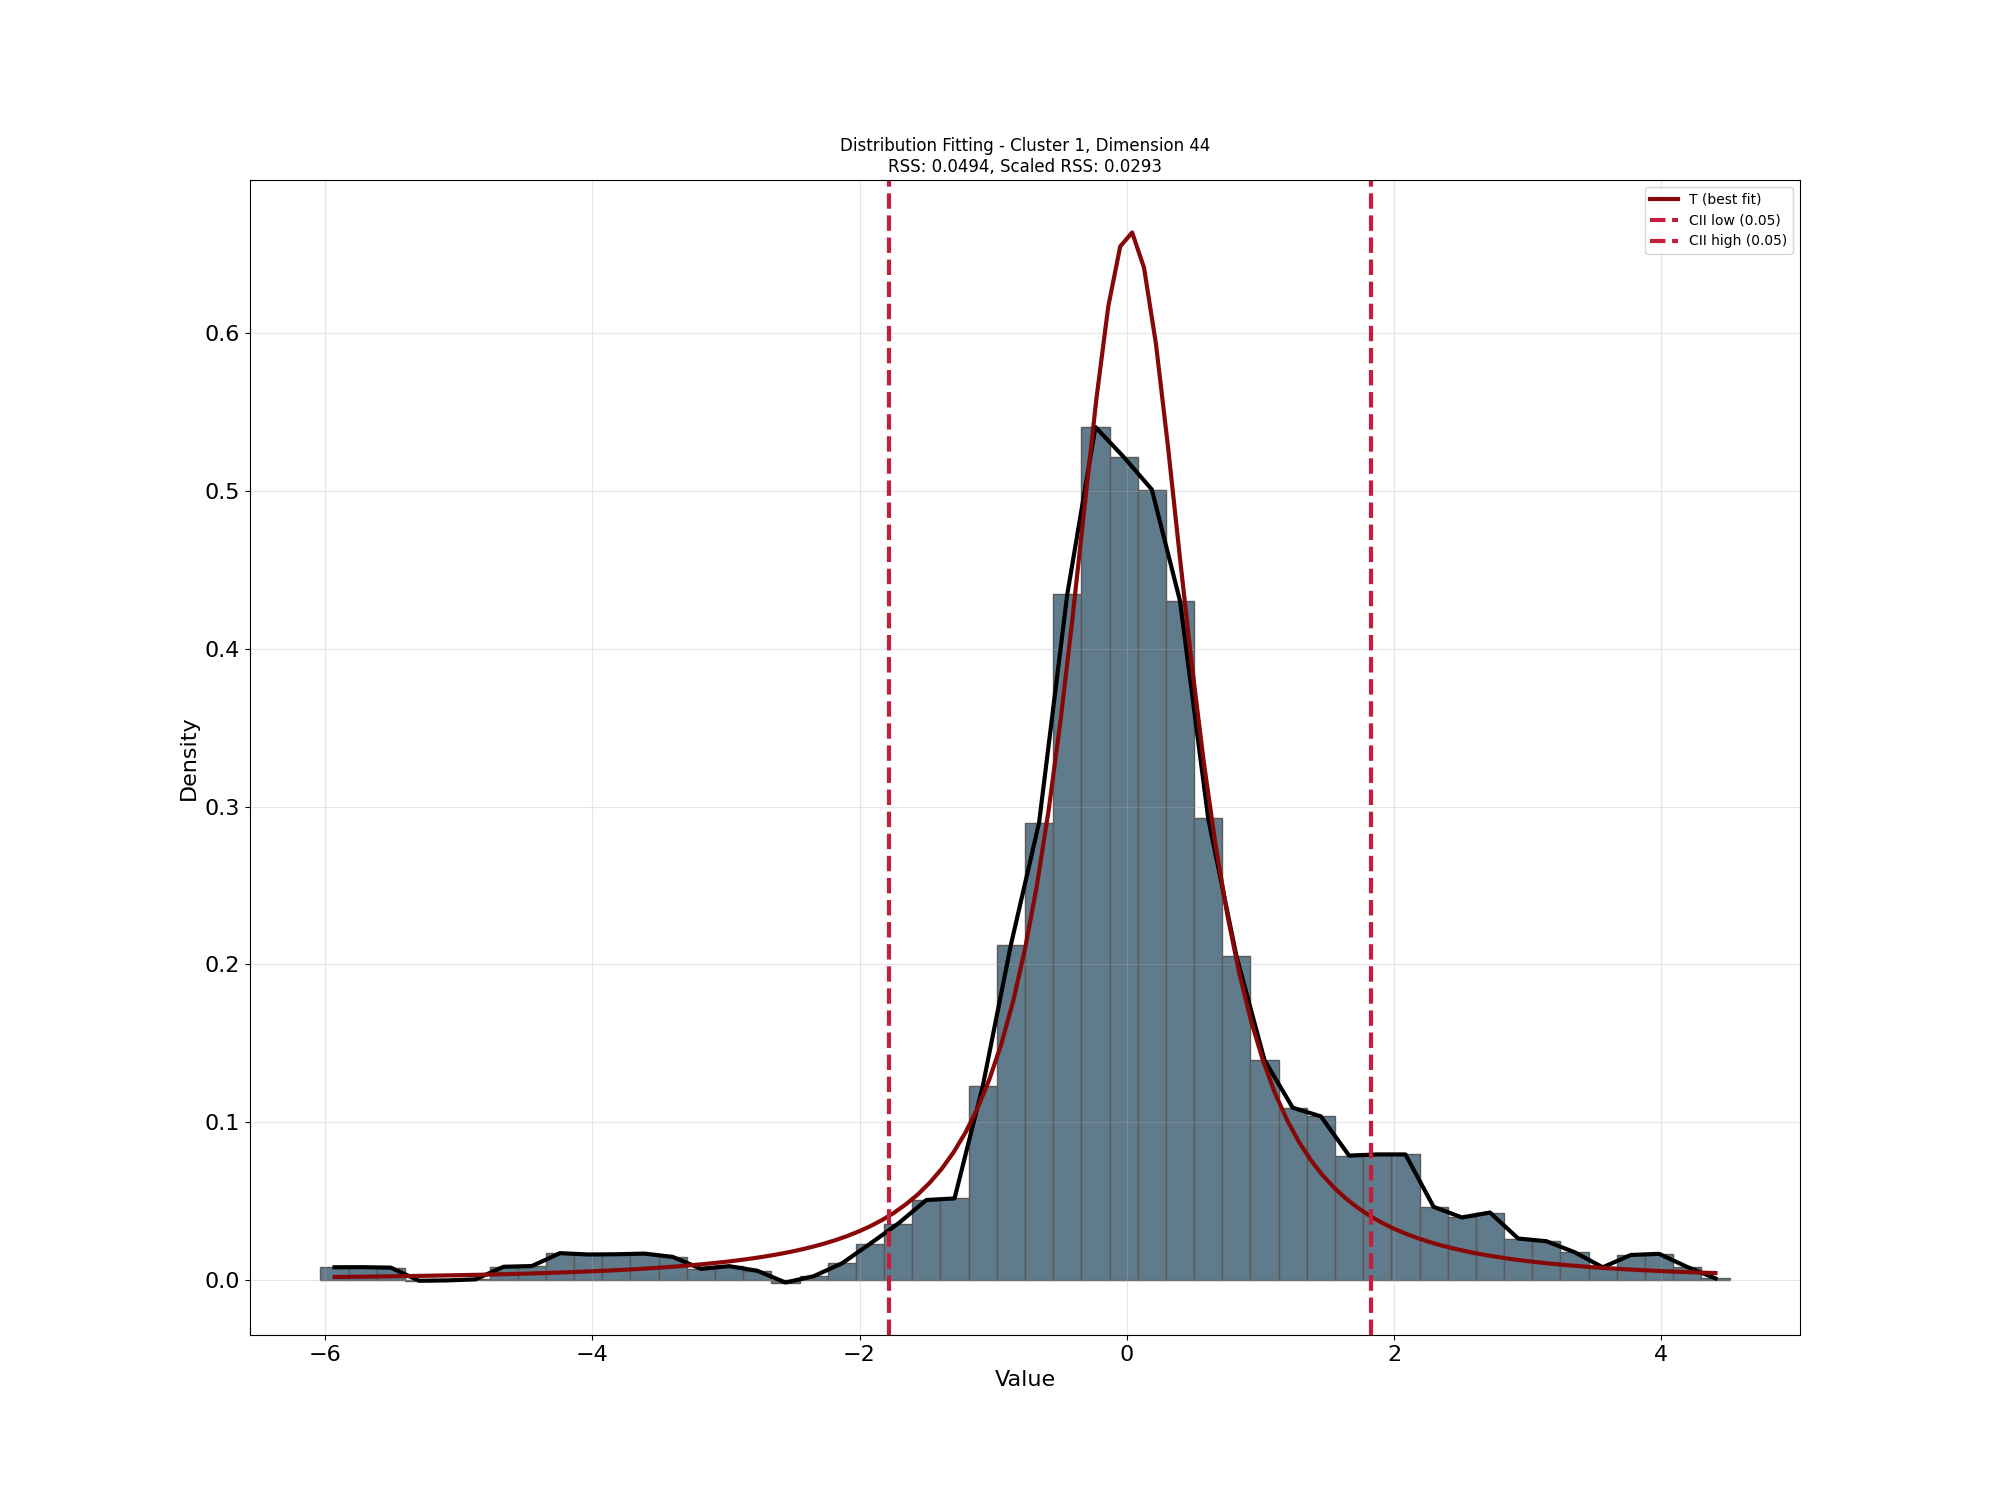 Distribution Fitting - Cluster 1, Dimension 44
RSS: 0.0494, Scaled RSS: 0.0293
T (best fit)
CII low (0.05)
CII high (0.05)
Density
0.6
0.5
0.4
0.3
0.2
0.1
0.0
−6
−4
−2
0
2
4
Value